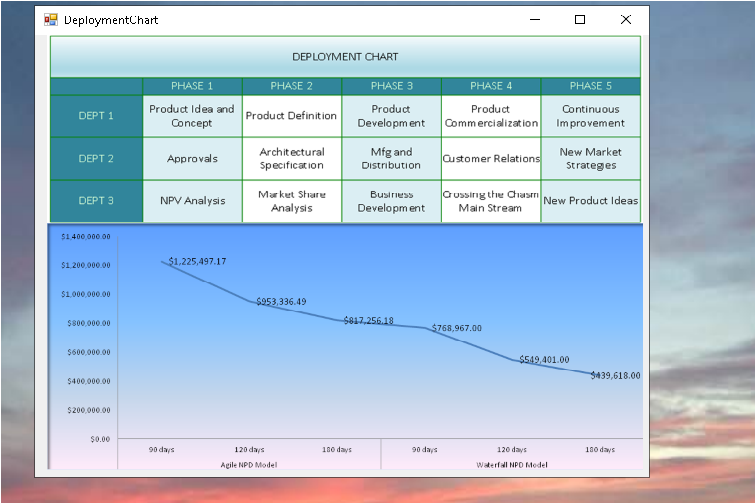 DeploymentChart
DEPLOYMENT CHART
PHASE 1 PHASE 2 PHASE 3 PHASE 4 PHASE 5
DEPT 1
Product Idea and
Concept
Product Definition
Product
Development
Product
Commercialization
Continuous
Improvement
DEPT 2
Approvals
Architectural
Specification
Mfg and
Distribution
Customer Relations
New Market
Strategies
DEPT 3
NPV Analysis
Market Share
Analysis
Business
Development
Crossing the Chasm
Main Stream
New Product Ideas
$1,400,000.00
$1,200,000.00
$1,000,000.00
$800,000.00
$600,000.00
$400,000.00
$200,000.00
$0.00
$1,225,497.17
$953,336.49
$817,256.18
$768,967.00
$549,401.00
$439,618.00
90 days 120 days 180 days 90 days 120 days 180 days
Agile NPD Model Waterfall NPD Model